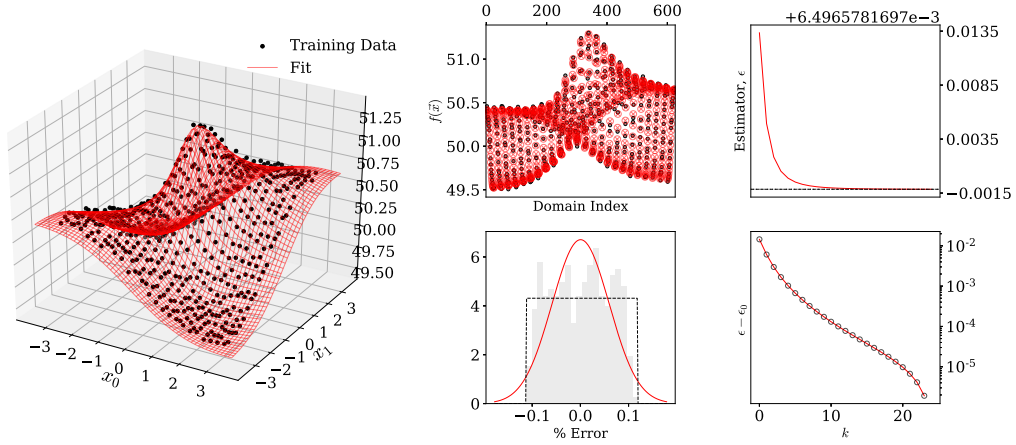 Training Data
Fit
51.25
51.00
50.75
50.50
50.25
50.00
49.75
49.50
−3
−2
−1
0
1
2
3
x₀
−3
−2
−1
0
1
2
3
x₁
0 200 400 600
51.0
50.5
50.0
49.5
f(x⃗)
Domain Index
+6.4965781697e−3
0.0135
0.0085
0.0035
−0.0015
Estimator, ϵ
6
4
2
0
−0.1 0.0 0.1
% Error
10⁻²
10⁻³
10⁻⁴
10⁻⁵
ϵ − ϵ₀
0 10 20
k